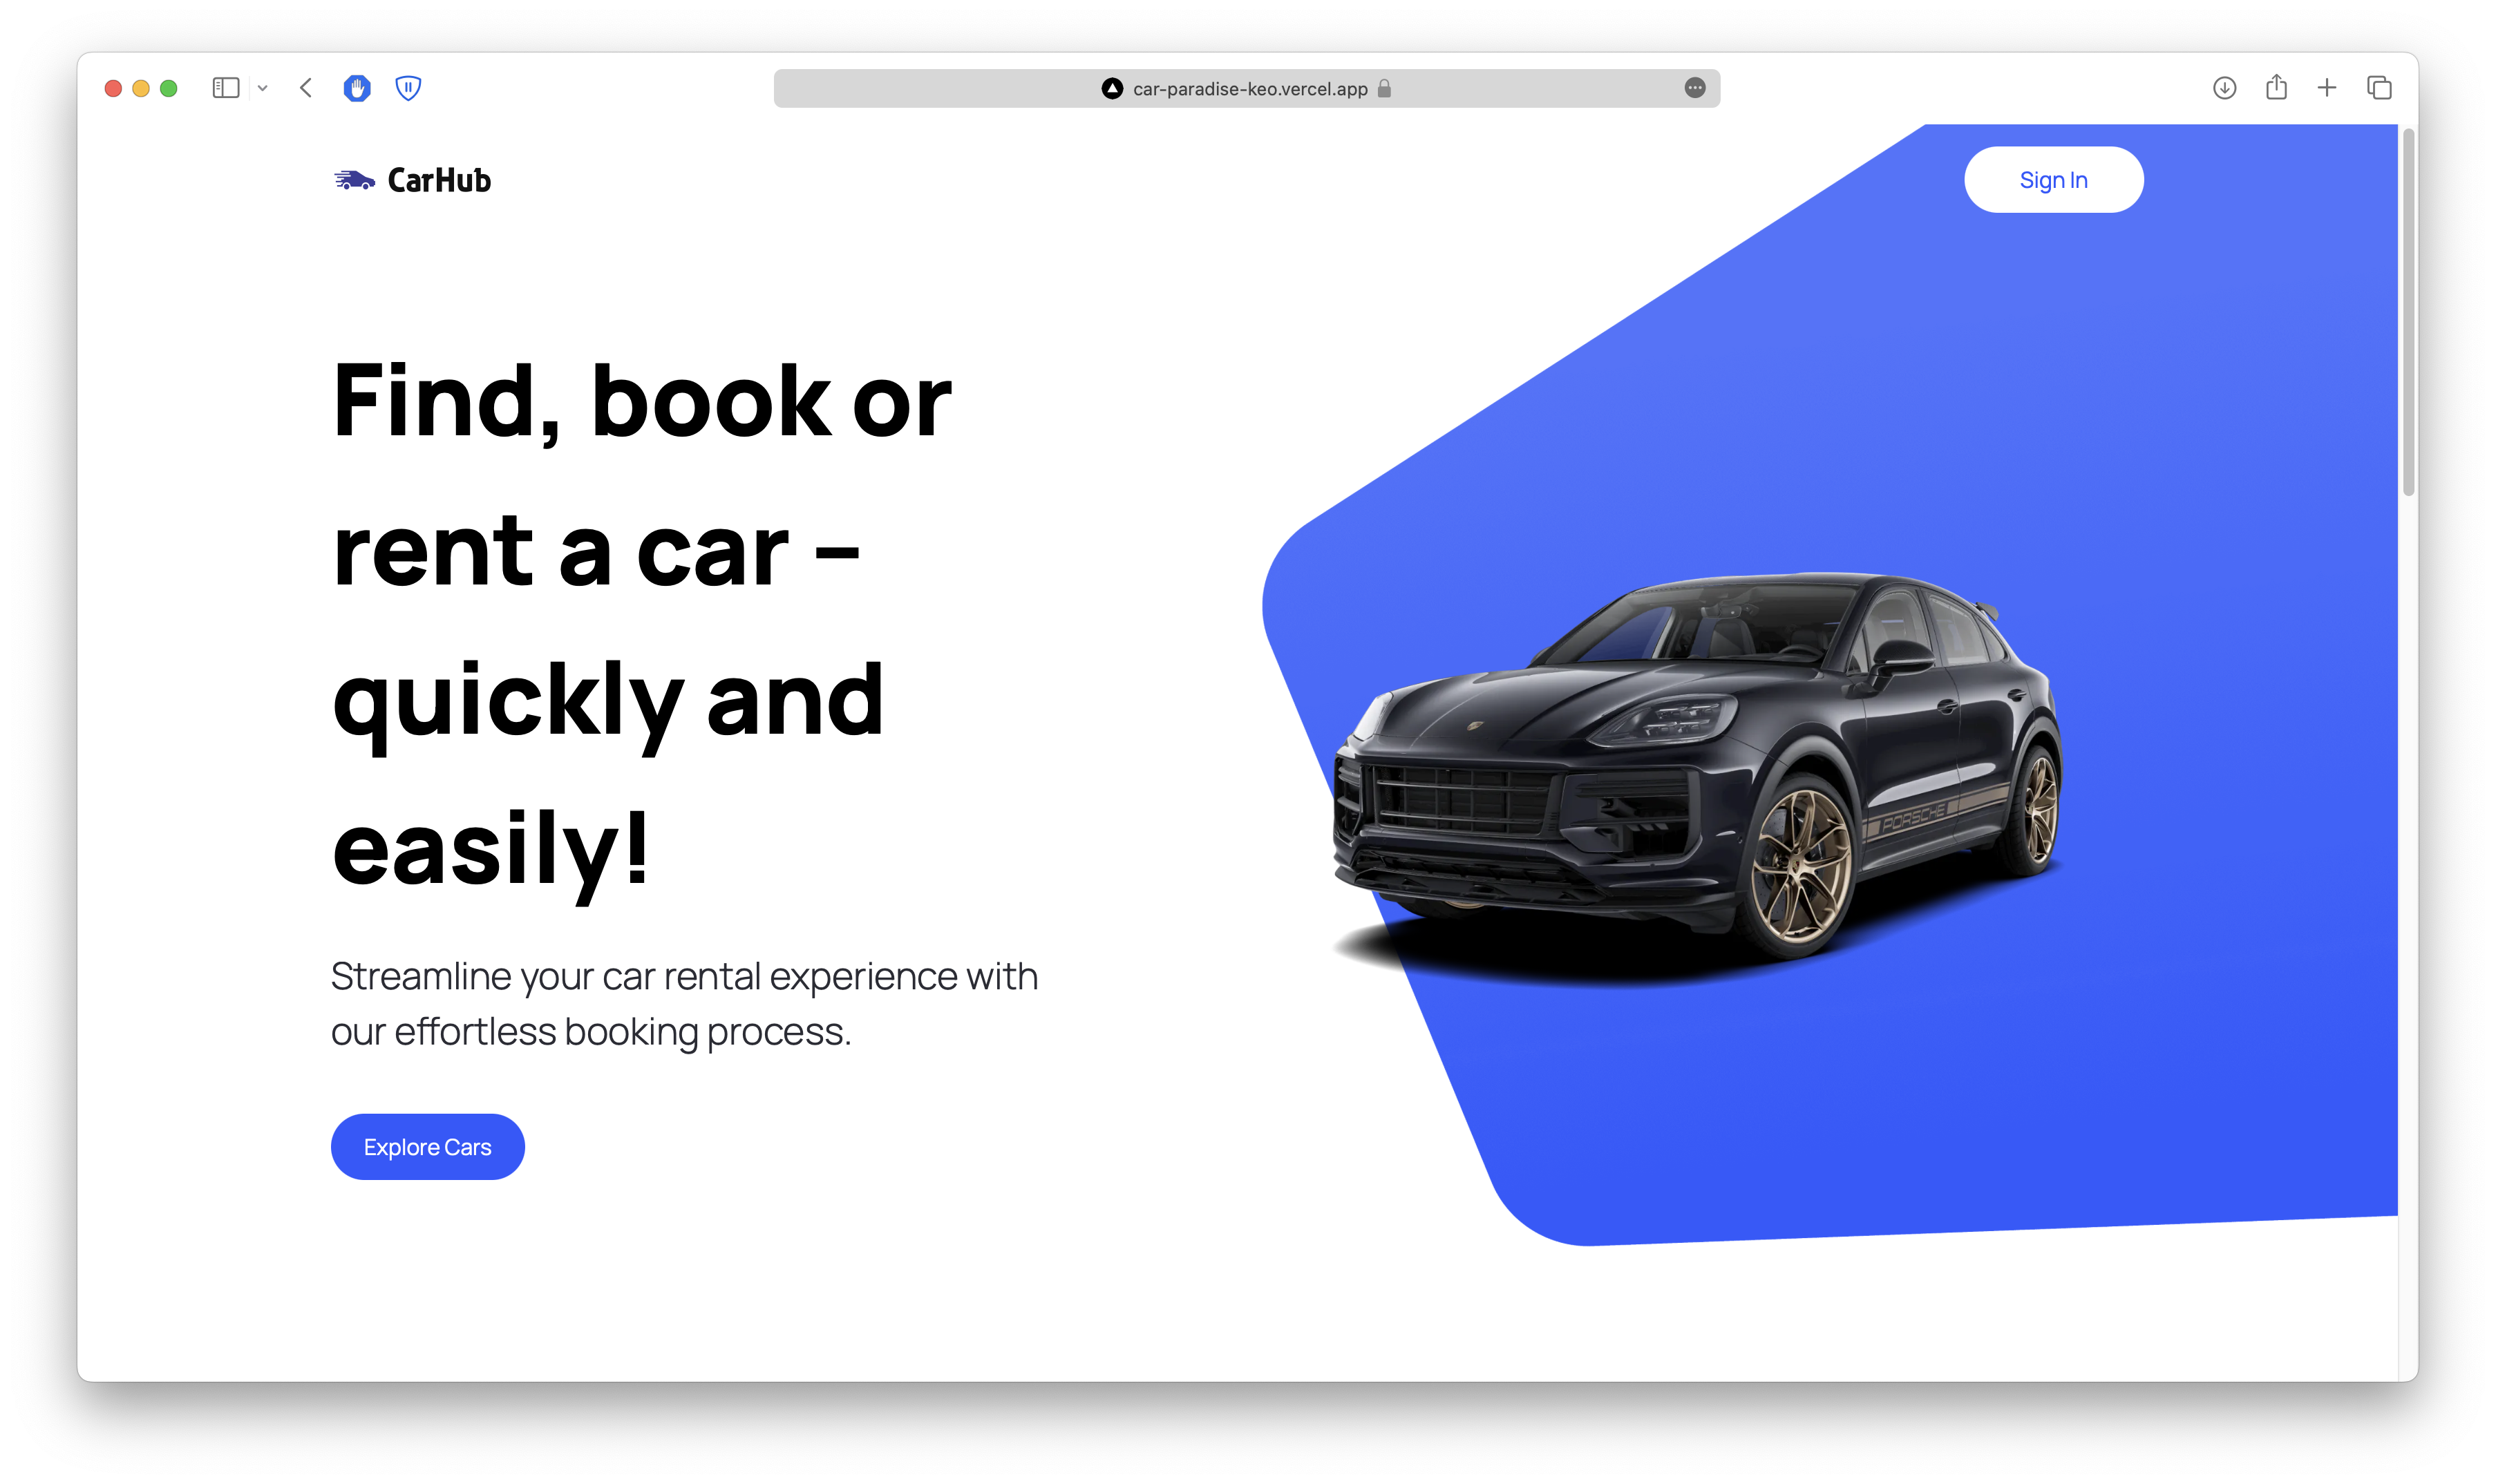 car-paradise-keo.vercel.app
CarHub
Sign In
Find, book or
rent a car –
quickly and
easily!
Streamline your car rental experience with
our effortless booking process.
Explore Cars
PORSCHE